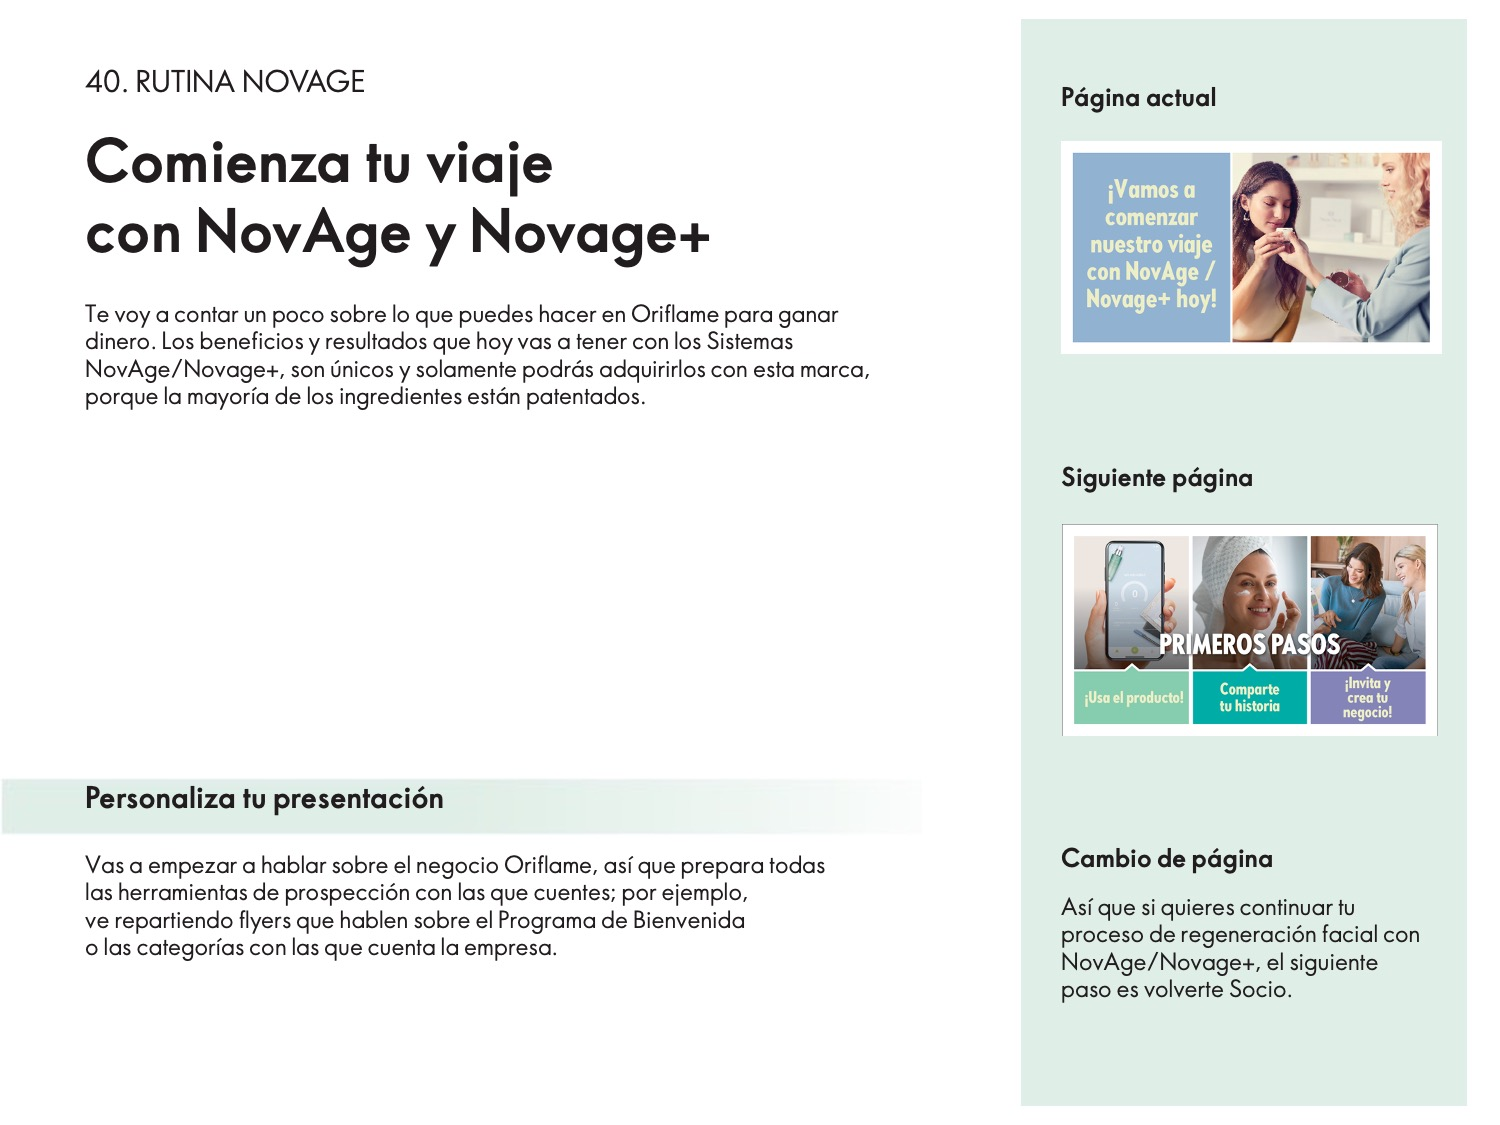 40. RUTINA NOVAGE
Comienza tu viaje
con NovAge y Novage+
Te voy a contar un poco sobre lo que puedes hacer en Oriflame para ganar
dinero. Los beneficios y resultados que hoy vas a tener con los Sistemas
NovAge/Novage+, son únicos y solamente podrás adquirirlos con esta marca,
porque la mayoría de los ingredientes están patentados.
Personaliza tu presentación
Vas a empezar a hablar sobre el negocio Oriflame, así que prepara todas
las herramientas de prospección con las que cuentes; por ejemplo,
ve repartiendo flyers que hablen sobre el Programa de Bienvenida
o las categorías con las que cuenta la empresa.
Página actual
¡Vamos a
comenzar
nuestro viaje
con NovAge /
Novage+ hoy!
Siguiente página
PRIMEROS PASOS
¡Usa el producto!
Comparte
tu historia
¡Invita y
crea tu
negocio!
Cambio de página
Así que si quieres continuar tu
proceso de regeneración facial con
NovAge/Novage+, el siguiente
paso es volverte Socio.